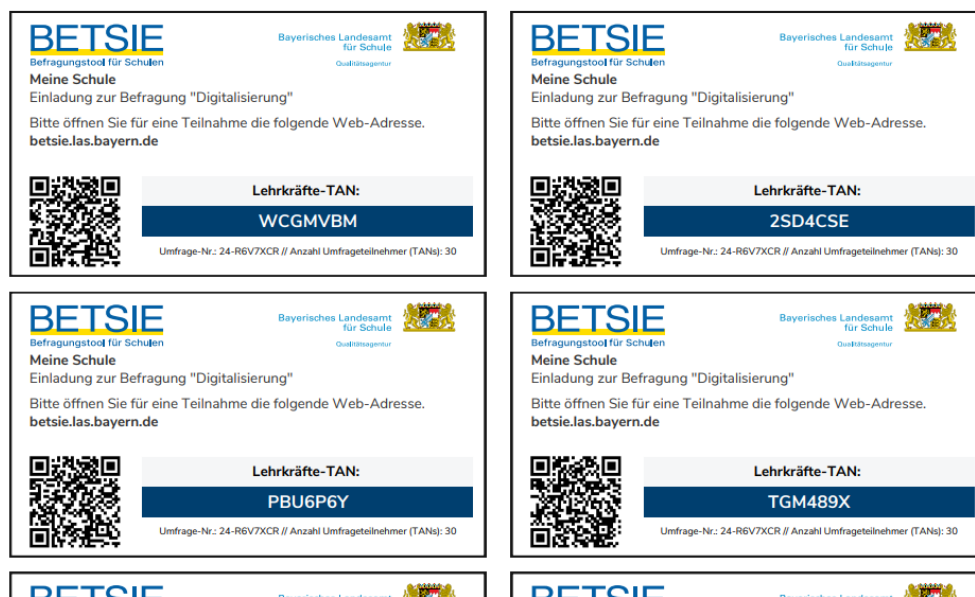 BETSIE
Befragungstool für Schulen
Bayerisches Landesamt
für Schule
Qualitätsagentur
Meine Schule
Einladung zur Befragung "Digitalisierung"
Bitte öffnen Sie für eine Teilnahme die folgende Web-Adresse.
betsie.las.bayern.de
Lehrkräfte-TAN:
WCGMVBM
Umfrage-Nr.: 24-R6V7XCR // Anzahl Umfrageteilnehmer (TANs): 30
BETSIE
Befragungstool für Schulen
Bayerisches Landesamt
für Schule
Qualitätsagentur
Meine Schule
Einladung zur Befragung "Digitalisierung"
Bitte öffnen Sie für eine Teilnahme die folgende Web-Adresse.
betsie.las.bayern.de
Lehrkräfte-TAN:
2SD4CSE
Umfrage-Nr.: 24-R6V7XCR // Anzahl Umfrageteilnehmer (TANs): 30
BETSIE
Befragungstool für Schulen
Bayerisches Landesamt
für Schule
Qualitätsagentur
Meine Schule
Einladung zur Befragung "Digitalisierung"
Bitte öffnen Sie für eine Teilnahme die folgende Web-Adresse.
betsie.las.bayern.de
Lehrkräfte-TAN:
PBU6P6Y
Umfrage-Nr.: 24-R6V7XCR // Anzahl Umfrageteilnehmer (TANs): 30
BETSIE
Befragungstool für Schulen
Bayerisches Landesamt
für Schule
Qualitätsagentur
Meine Schule
Einladung zur Befragung "Digitalisierung"
Bitte öffnen Sie für eine Teilnahme die folgende Web-Adresse.
betsie.las.bayern.de
Lehrkräfte-TAN:
TGM489X
Umfrage-Nr.: 24-R6V7XCR // Anzahl Umfrageteilnehmer (TANs): 30
BETSIE
BETSIE